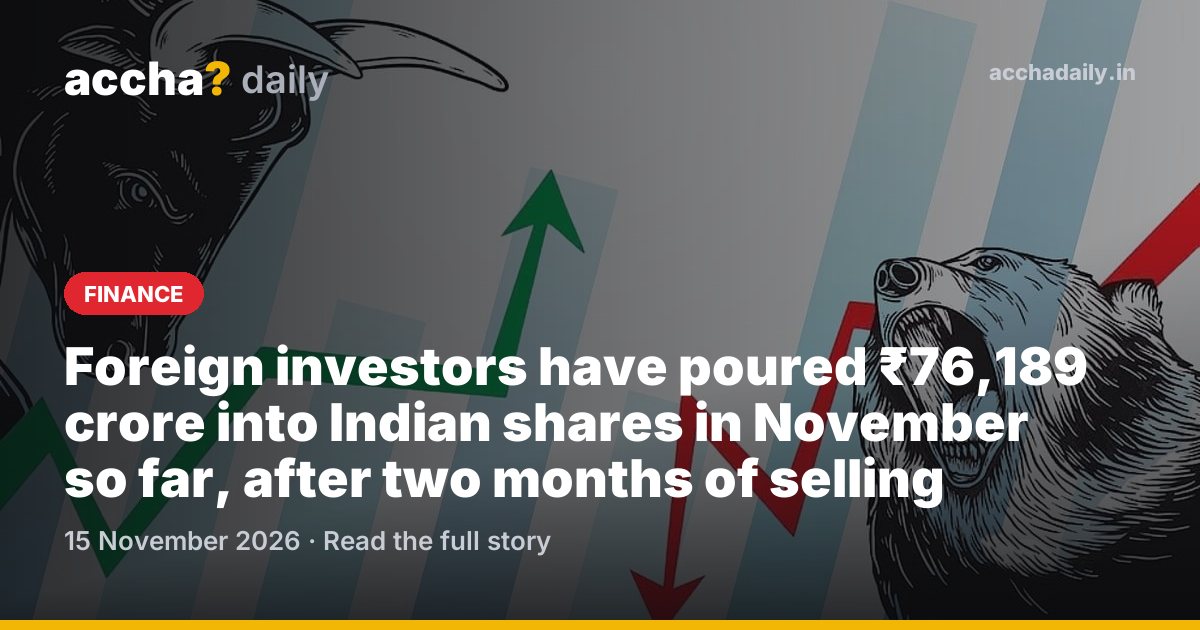 accha? daily
acchadaily.in
FINANCE
Foreign investors have poured ₹76,189
crore into Indian shares in November
so far, after two months of selling
15 November 2026 · Read the full story